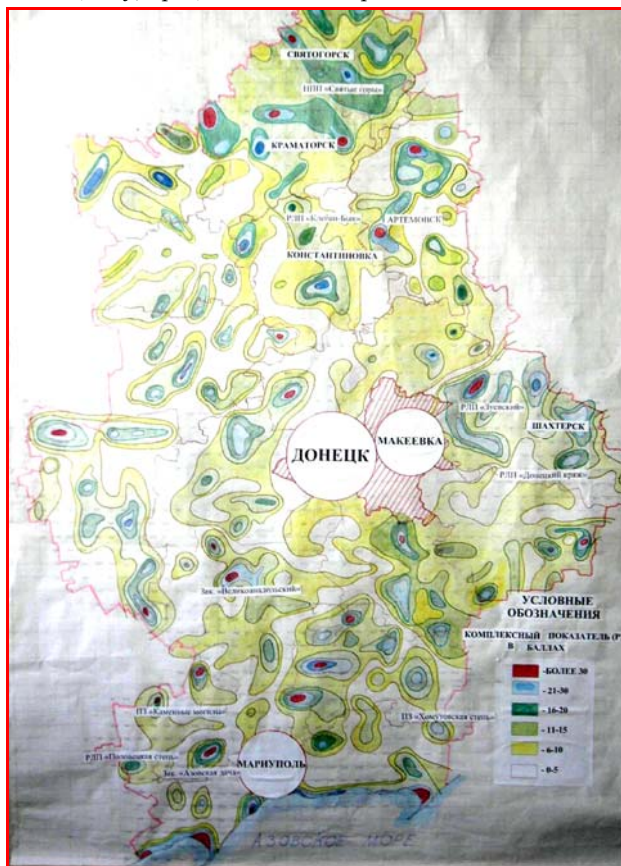 СВЯТОГОРСК
НПП «Святые горы»
КРАМАТОРСК
РЛП «Клебан-Бык»
АРТЕМОВСК
КОНСТАНТИНОВКА
РЛП «Зуевский»
ШАХТЕРСК
МАКЕЕВКА
ДОНЕЦК
РЛП «Донецкий кряж»
Зак. «Великоанадольский»
УСЛОВНЫЕ
ОБОЗНАЧЕНИЯ
КОМПЛЕКСНЫЙ ПОКАЗАТЕЛЬ (P
В БАЛЛАХ
-БОЛЕЕ 30
- 21-30
- 16-20
- 11-15
- 6-10
- 0-5
ПЗ «Каменные могилы»
ПЗ «Хомутовская степь»
РЛП «Половецкая степь»
МАРИУПОЛЬ
Зак. «Азовская дача»
АЗОВСКОЕ МОРЕ